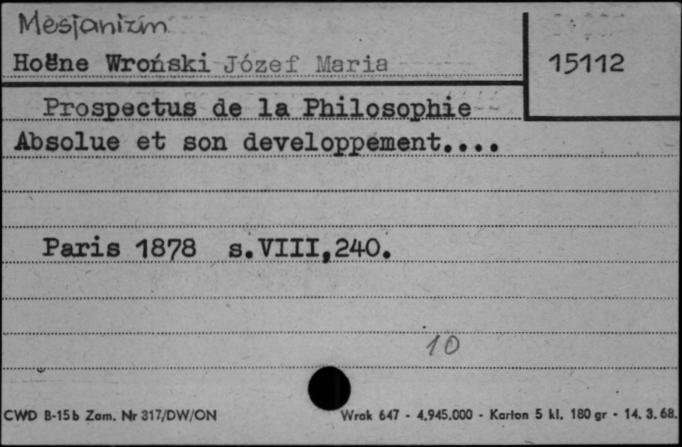 Mesjanizm
Hoëne Wroński Józef Maria
15112
Prospectus de la Philosophie
Absolue et son developpement....
Paris 1878 s.VIII,240.
10
CWD B-15b Zam. Nr 317/DW/ON
Wrak 647 - 4.945.000 - Karton 5 kl. 180 gr - 14. 3. 68.